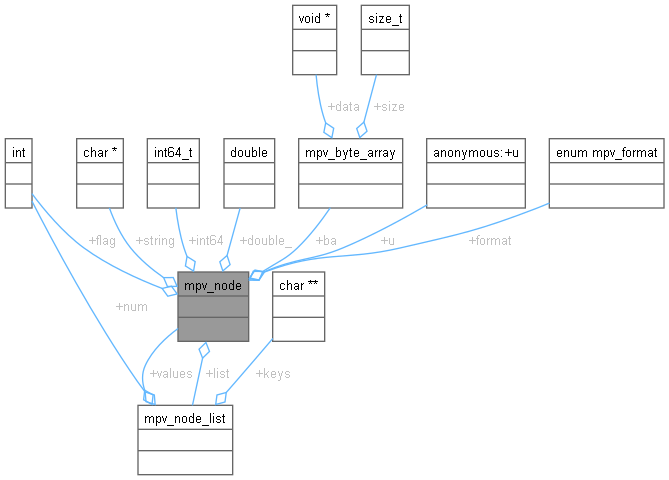 void *
size_t
+data
+size
int
char *
int64_t
double
mpv_byte_array
anonymous:+u
enum mpv_format
+flag
+string
+int64
+double_
+ba
+u
+format
mpv_node
char **
+num
+values
+list
+keys
mpv_node_list